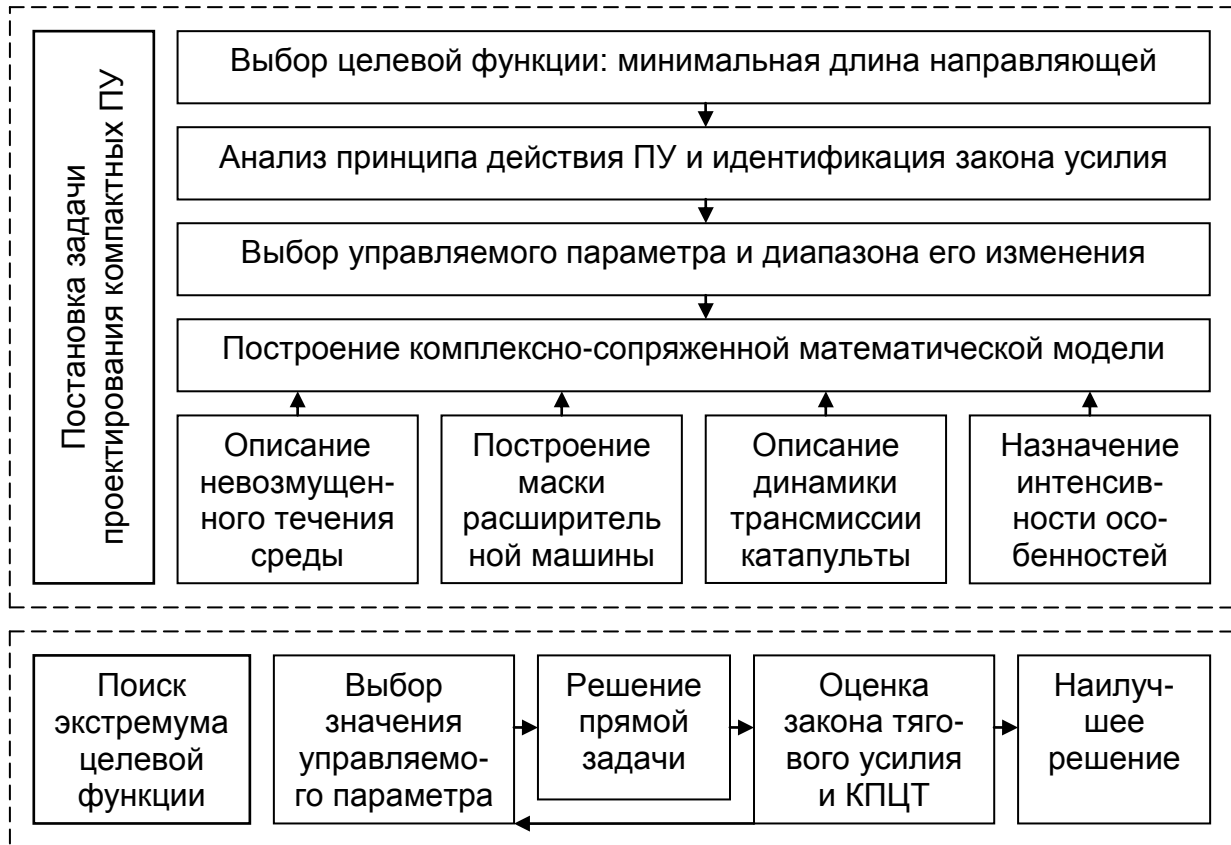 Постановка задачи
проектирования компактных ПУ
Выбор целевой функции: минимальная длина направляющей
Анализ принципа действия ПУ и идентификация закона усилия
Выбор управляемого параметра и диапазона его изменения
Построение комплексно-сопряженной математической модели
Описание
невозмущен-
ного течения
среды
Построение
маски
расширитель
ной машины
Описание
динамики
трансмиссии
катапульты
Назначение
интенсив-
ности осо-
бенностей
Поиск
экстремума
целевой
функции
Выбор
значения
управляемо-
го параметра
Решение
прямой
задачи
Оценка
закона тяго-
вого усилия
и КПЦТ
Наилуч-
шее
решение